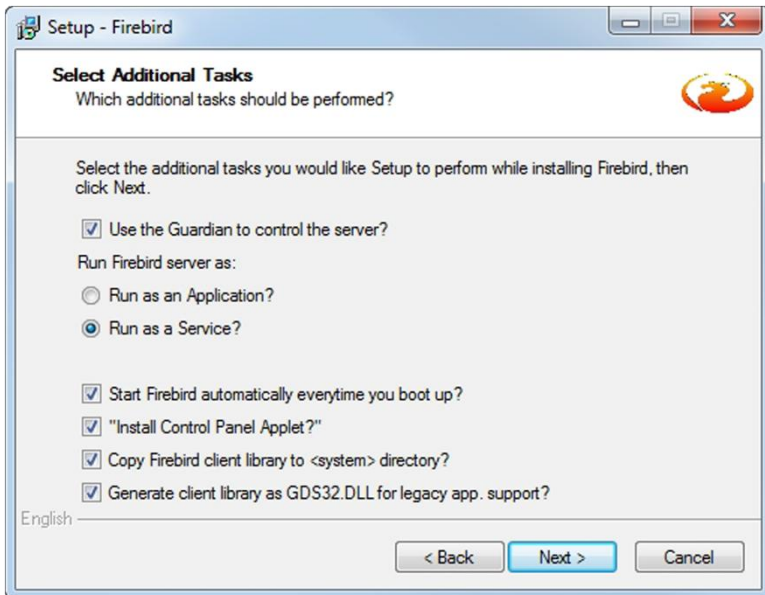 Setup - Firebird
Select Additional Tasks
Which additional tasks should be performed?
Select the additional tasks you would like Setup to perform while installing Firebird, then
click Next.
Use the Guardian to control the server?
Run Firebird server as:
Run as an Application?
Run as a Service?
Start Firebird automatically everytime you boot up?
"Install Control Panel Applet?"
Copy Firebird client library to <system> directory?
Generate client library as GDS32.DLL for legacy app. support?
English
< Back
Next >
Cancel